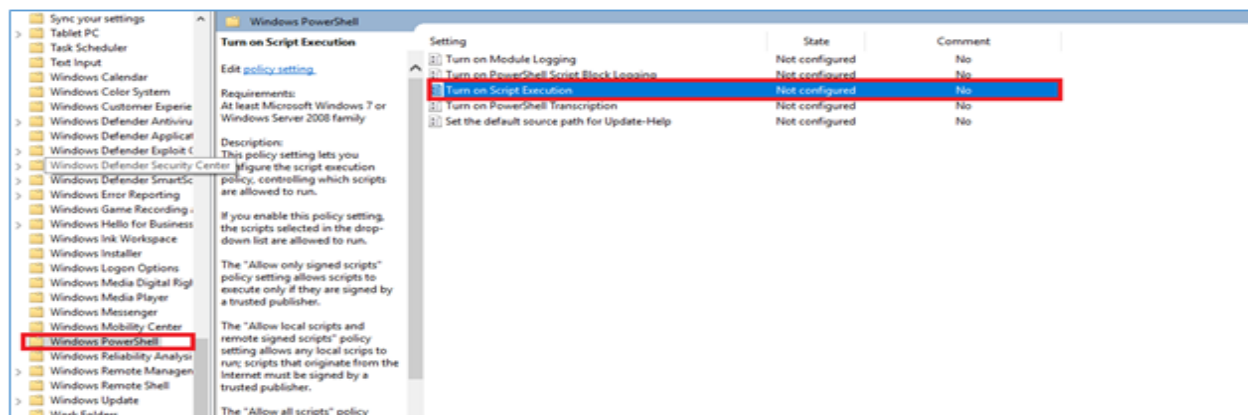 Sync your settings
Tablet PC
Task Scheduler
Text Input
Windows Calendar
Windows Color System
Windows Customer Experie
Windows Defender Antiviru
Windows Defender Applicat
Windows Defender Exploit
Windows Defender Security Center
Windows Defender SmartSc
Windows Error Reporting
Windows Game Recording
Windows Hello for Business
Windows Ink Workspace
Windows Installer
Windows Logon Options
Windows Media Digital Righ
Windows Media Player
Windows Messenger
Windows Mobility Center
Windows PowerShell
Windows Reliability Analysi
Windows Remote Managen
Windows Remote Shell
Windows Update
Work Folders
Windows PowerShell
Turn on Script Execution
Edit policy setting
Requirements:
At least Microsoft Windows 7 or
Windows Server 2008 family
Description:
This policy setting lets you
configure the script execution
policy, controlling which scripts
are allowed to run.
If you enable this policy setting,
the scripts selected in the drop-
down list are allowed to run.
The "Allow only signed scripts"
policy setting allows scripts to
execute only if they are signed by
a trusted publisher.
The "Allow local scripts and
remote signed scripts" policy
setting allows any local scrips to
run; scripts that originate from the
Internet must be signed by a
trusted publisher.
The "Allow all scripts" policy
Setting State Comment
Turn on Module Logging Not configured No
Turn on PowerShell Script Block Logging Not configured No
Turn on Script Execution Not configured No
Turn on PowerShell Transcription Not configured No
Set the default source path for Update-Help Not configured No